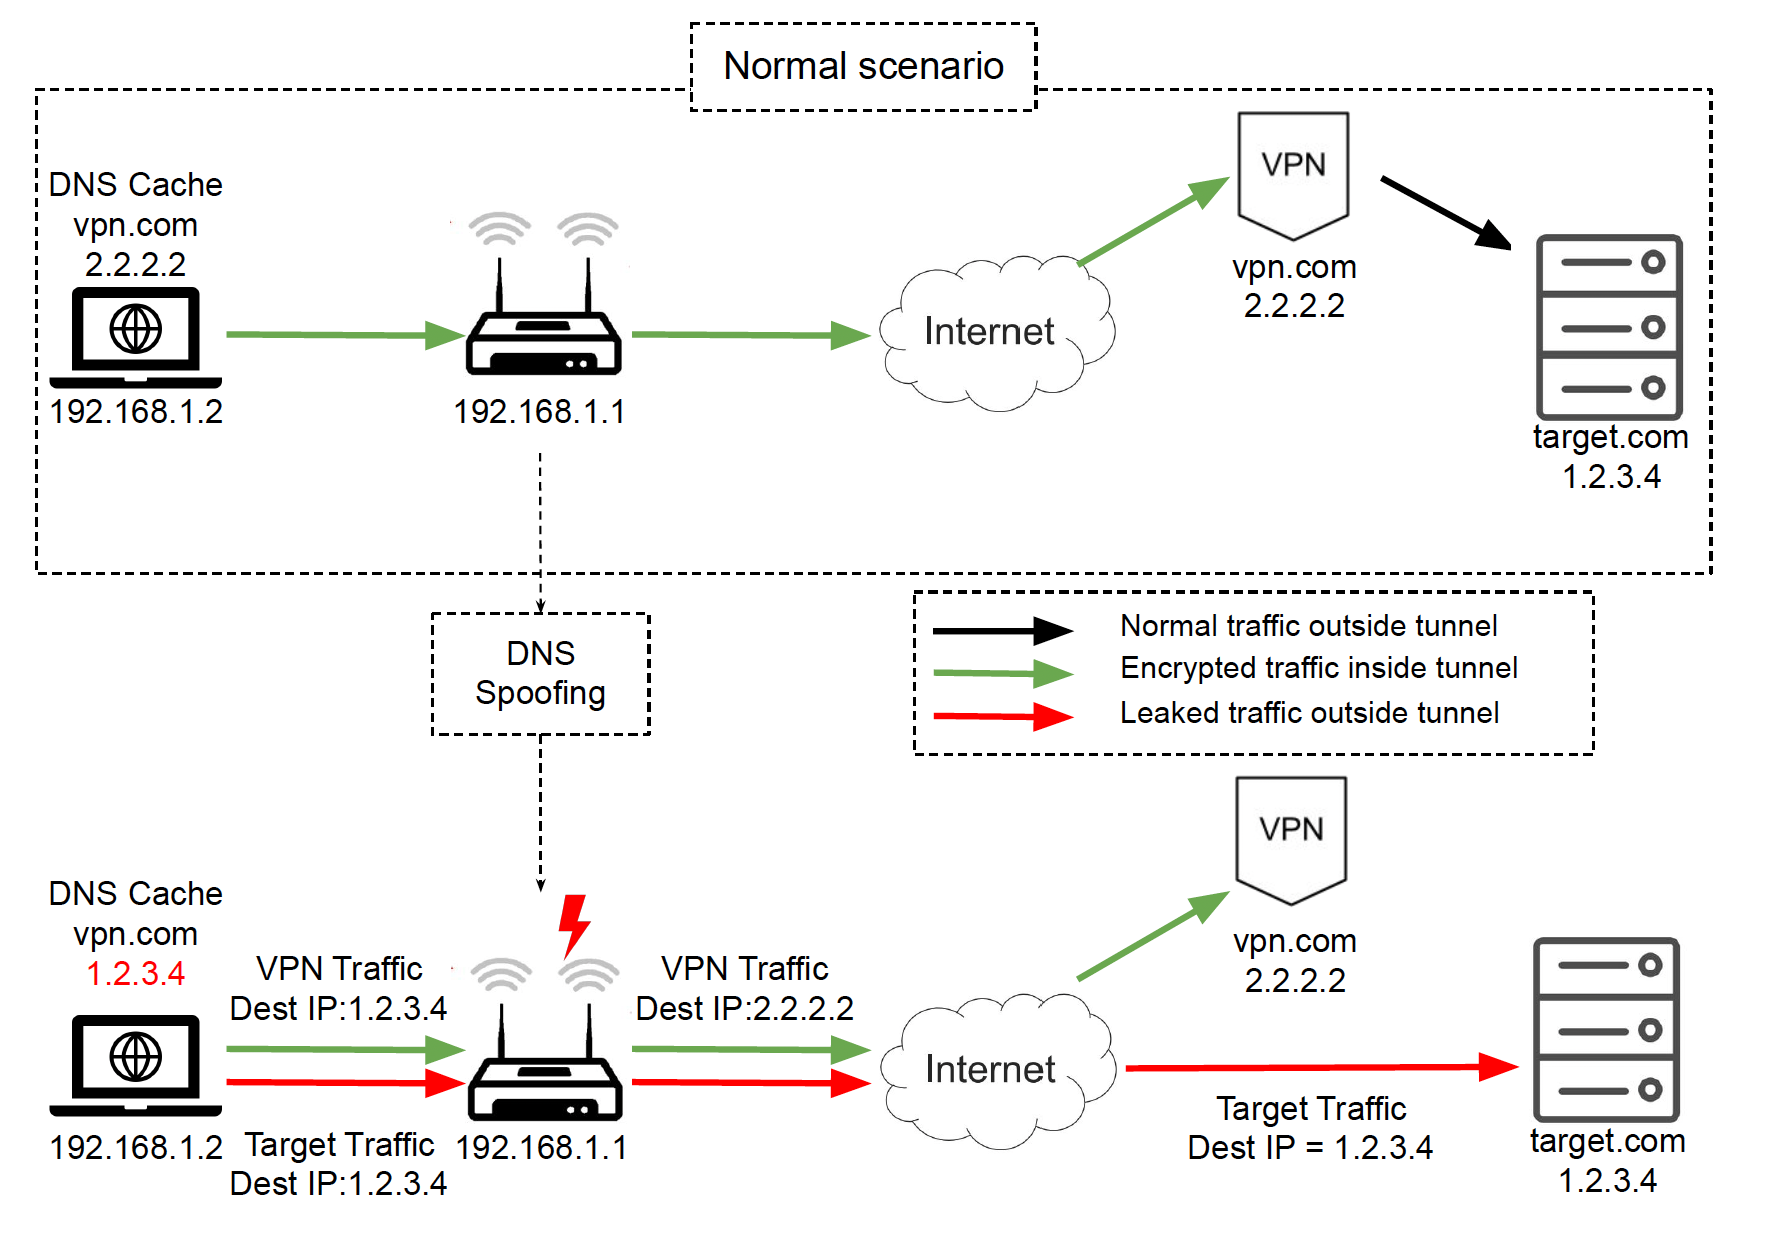 Normal scenario
DNS Cache
vpn.com
2.2.2.2
192.168.1.2
192.168.1.1
Internet
VPN
vpn.com
2.2.2.2
target.com
1.2.3.4
DNS
Spoofing
Normal traffic outside tunnel
Encrypted traffic inside tunnel
Leaked traffic outside tunnel
DNS Cache
vpn.com
1.2.3.4
192.168.1.2
VPN Traffic
Dest IP:1.2.3.4
Target Traffic
Dest IP:1.2.3.4
192.168.1.1
VPN Traffic
Dest IP:2.2.2.2
Internet
VPN
vpn.com
2.2.2.2
Target Traffic
Dest IP = 1.2.3.4
target.com
1.2.3.4